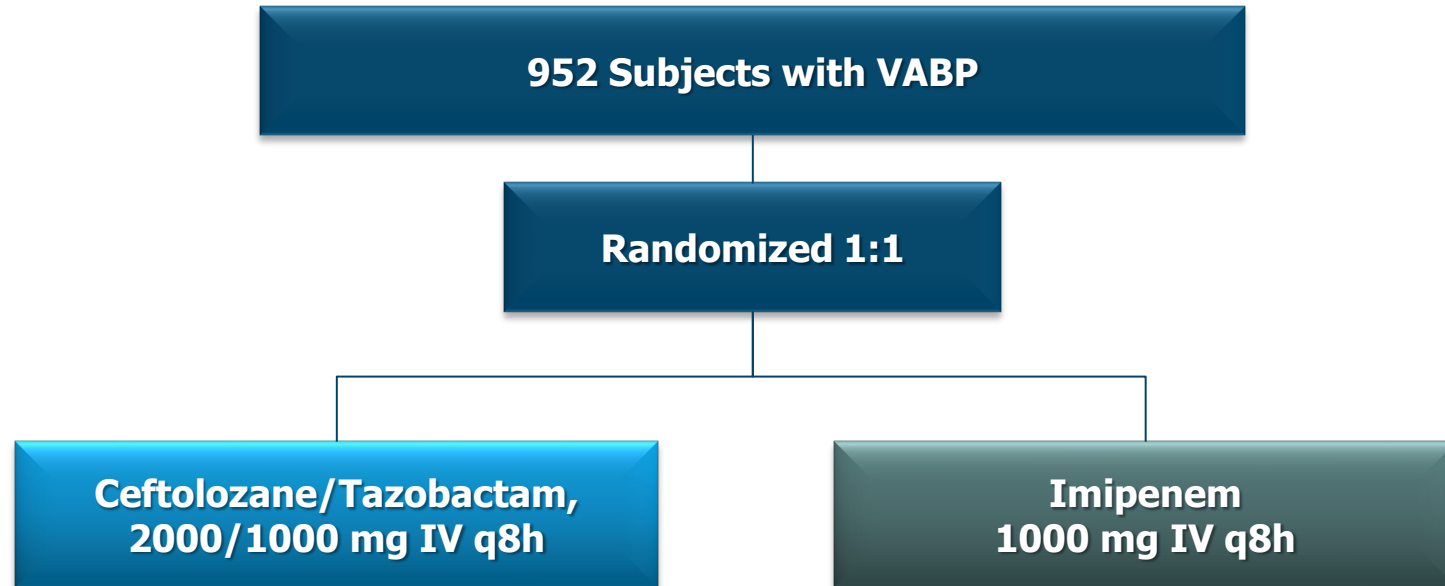 952 Subjects with VABP
Randomized 1:1
Ceftolozane/Tazobactam,
2000/1000 mg IV q8h
Imipenem
1000 mg IV q8h